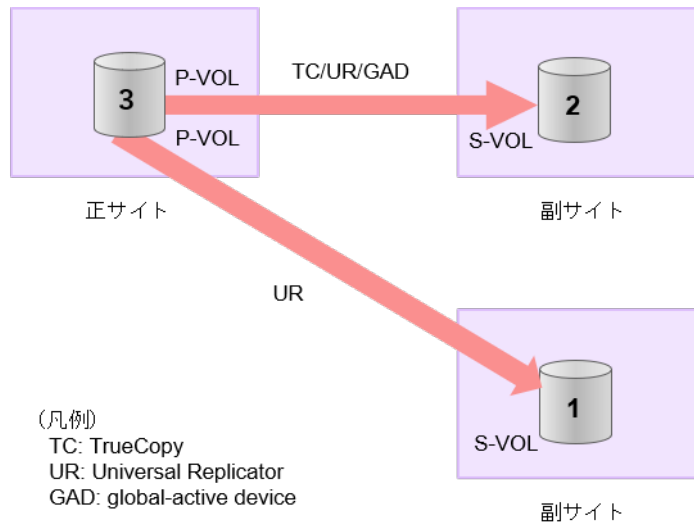 P-VOL
TC/UR/GAD
3
2
P-VOL
S-VOL
正サイト
副サイト
UR
1
S-VOL
(凡例)
TC: TrueCopy
UR: Universal Replicator
GAD: global-active device
副サイト